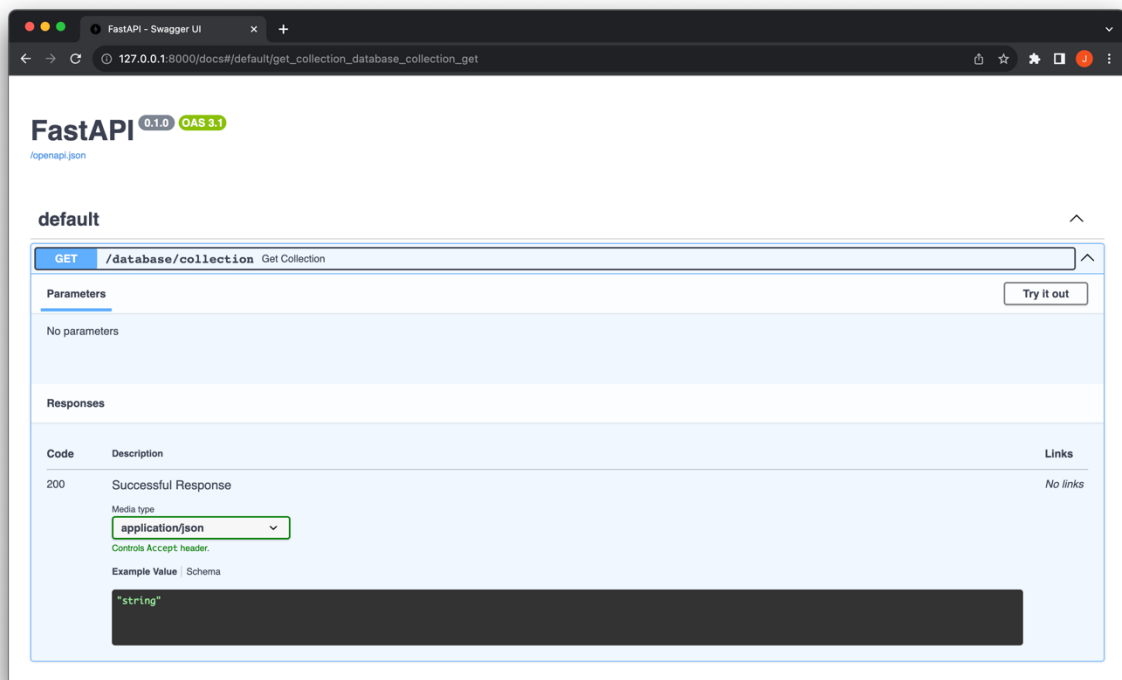 FastAPI - Swagger UI
127.0.0.1:8000/docs#/default/get_collection_database_collection_get
J
FastAPI 0.1.0 OAS 3.1
/openapi.json
default
GET /database/collection Get Collection
Parameters Try it out
No parameters
Responses
Code Description Links
200 Successful Response No links
Media type
application/json
Controls Accept header.
Example Value Schema
"string"